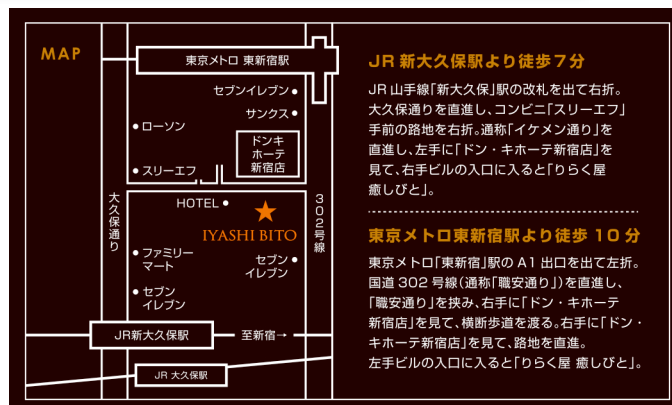 MAP
東京メトロ 東新宿駅
セブンイレブン
サンクス
ローソン
ドンキ
ホーテ
新宿店
スリーエフ
大久保通り
302号線
HOTEL
IYASHI BITO
ファミリー
マート
セブン
イレブン
セブン
イレブン
JR新大久保駅
至新宿→
JR 大久保駅
JR 新大久保駅より徒歩7分
JR 山手線「新大久保」駅の改札を出て右折。
大久保通りを直進し、コンビニ「スリーエフ」
手前の路地を右折。通称「イケメン通り」を
直進し、左手に「ドン・キホーテ新宿店」を
見て、右手ビルの入口に入ると「りらく屋
癒しびと」。
東京メトロ東新宿駅より徒歩 10 分
東京メトロ「東新宿」駅の A1 出口を出て左折。
国道 302 号線(通称「職安通り」)を直進し、
「職安通り」を挟み、右手に「ドン・キホーテ
新宿店」を見て、横断歩道を渡る。右手に「ドン・
キホーテ新宿店」を見て、路地を直進。
左手ビルの入口に入ると「りらく屋 癒しびと」。